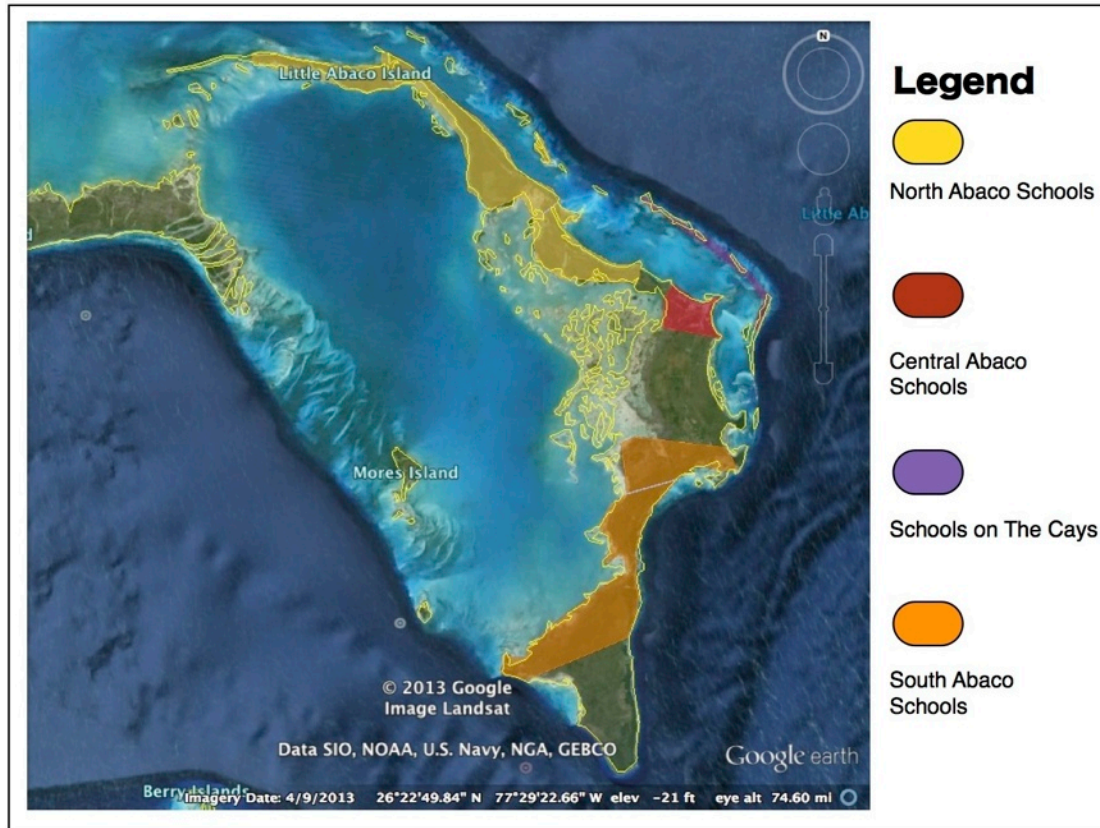 N
Little Abaco Island
Little Ab
d
Mores Island
© 2013 Google
Image Landsat
Data SIO, NOAA, U.S. Navy, NGA, GEBCO
Google earth
Berry Islands
Imagery Date: 4/9/2013 26°22'49.84" N 77°29'22.66" W elev -21 ft eye alt 74.60 mi
Legend
North Abaco Schools
Central Abaco
Schools
Schools on The Cays
South Abaco
Schools